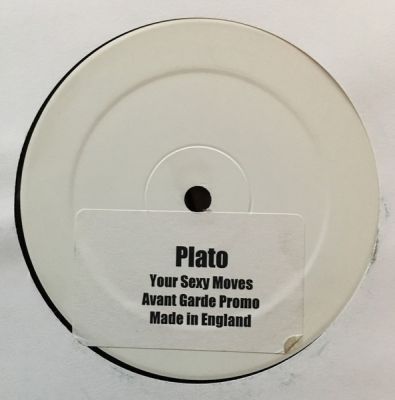 Plato
Your Sexy Moves
Avant Garde Promo
Made in England